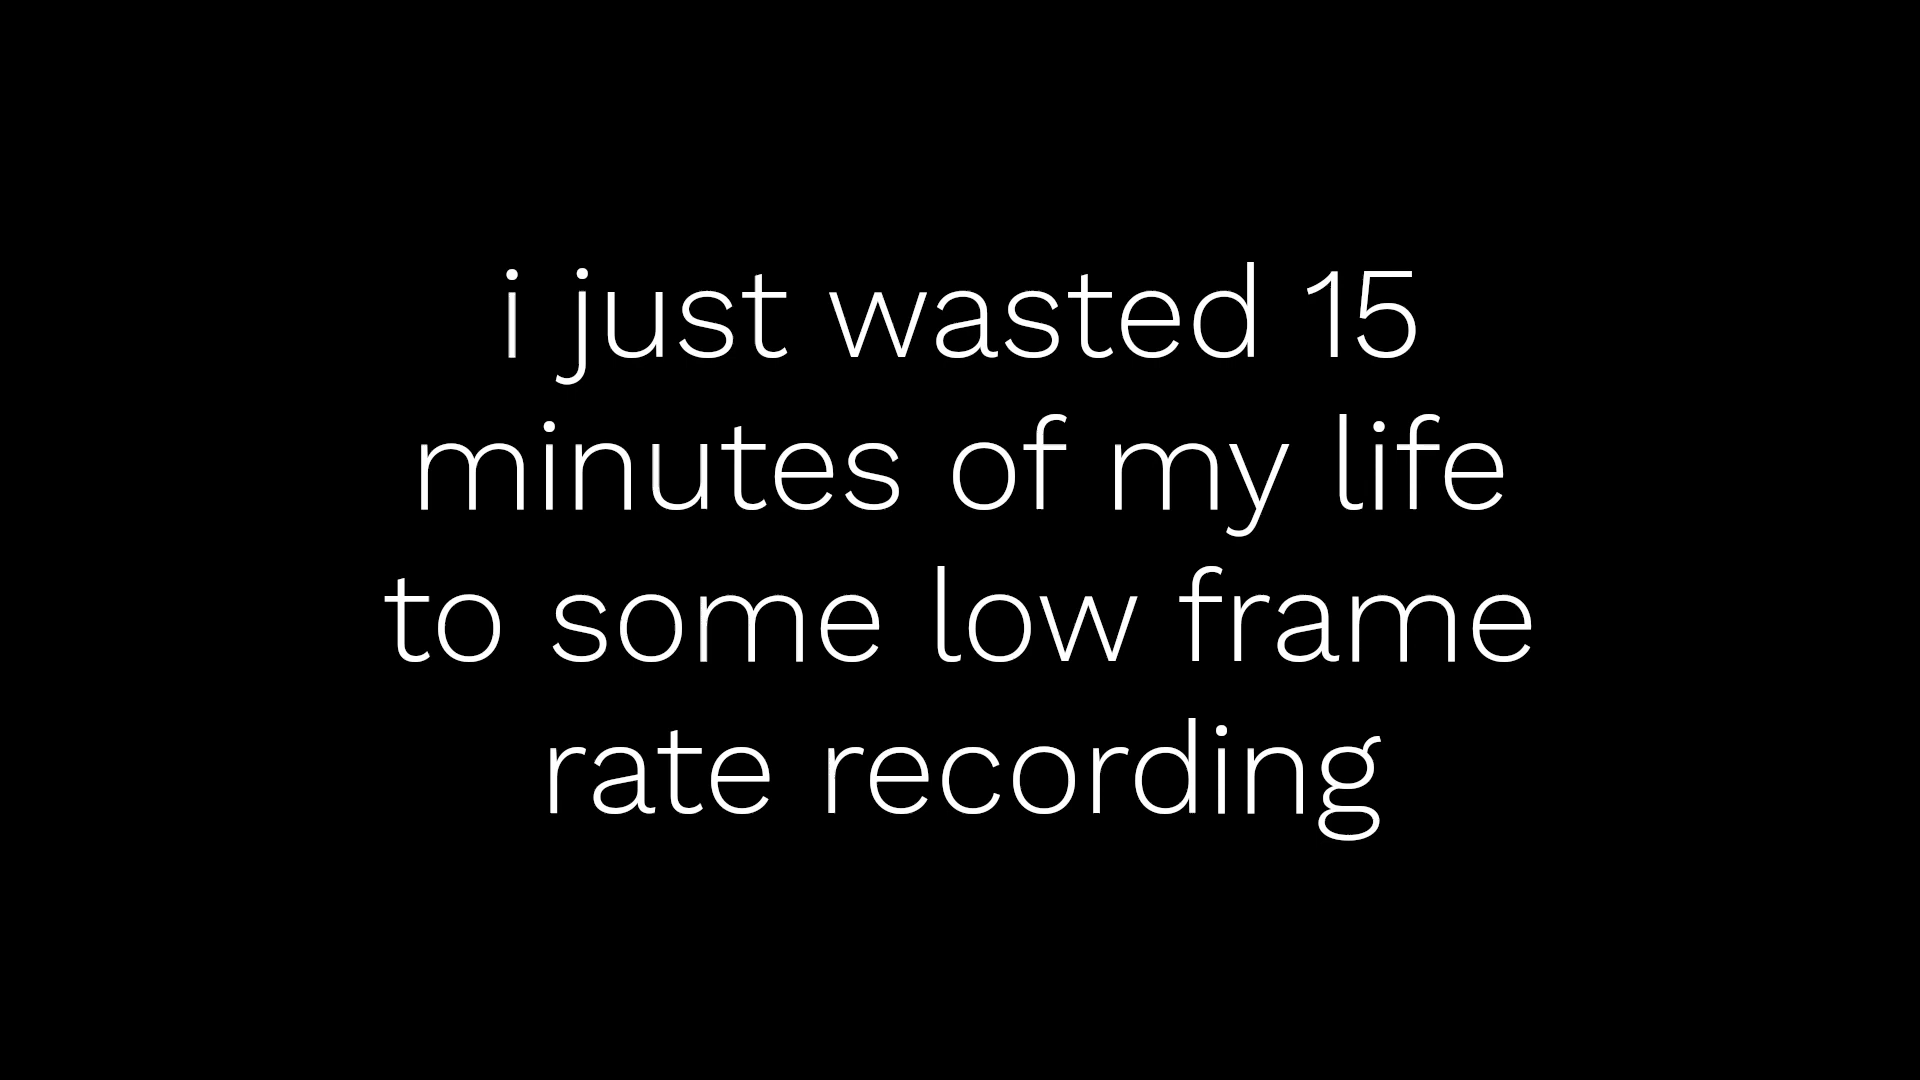 i just wasted 15
minutes of my life
to some low frame
rate recording